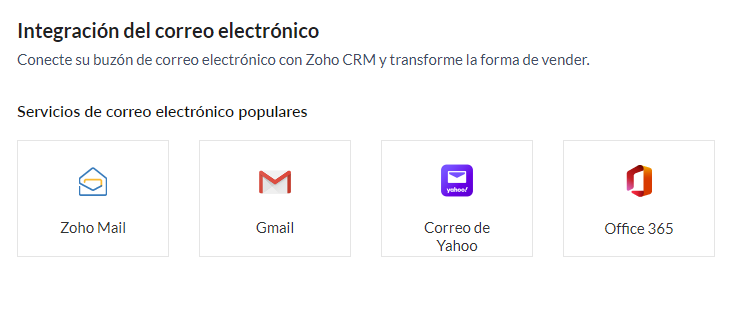 Integración del correo electrónico
Conecte su buzón de correo electrónico con Zoho CRM y transforme la forma de vender.
Servicios de correo electrónico populares
yahoo!
Zoho Mail
Gmail
Correo de
Yahoo
Office 365